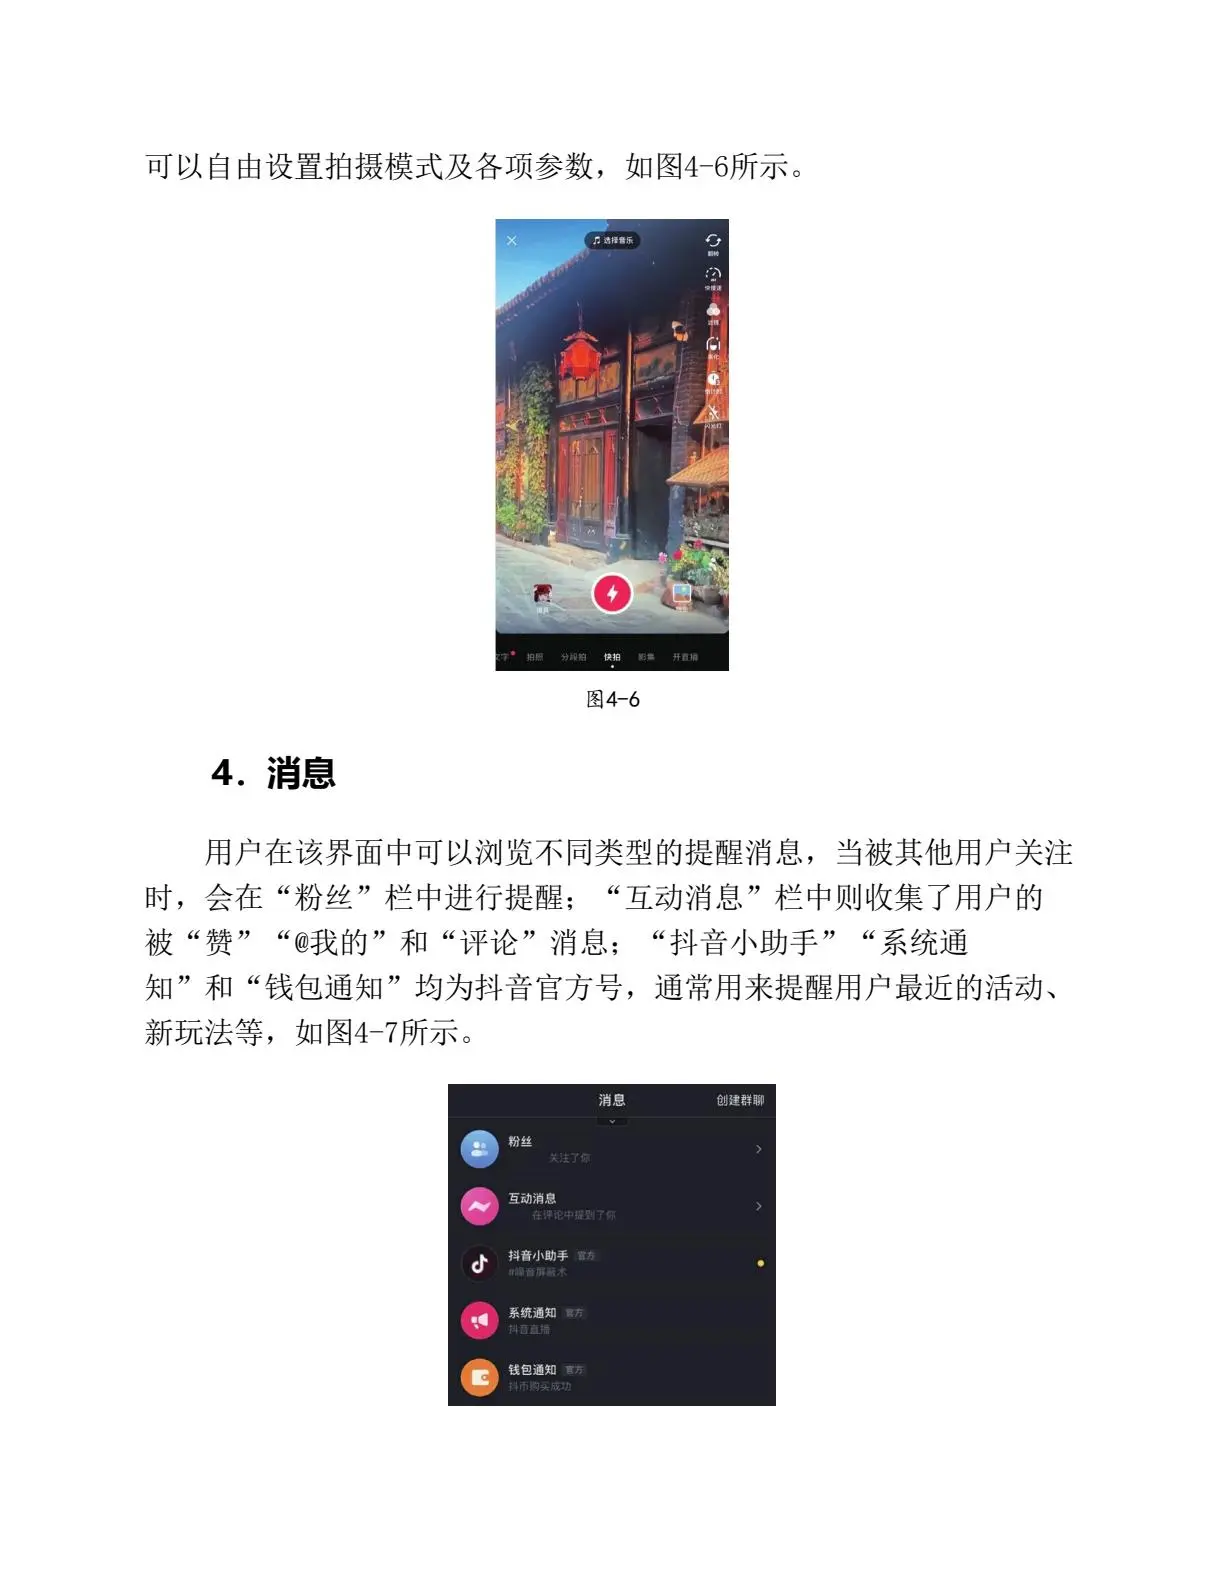 可以自由设置拍摄模式及各项参数，如图4-6所示。
选择音乐
翻转
快慢速
滤镜
美化
倒计时
闪光灯
道具
相册
文字 拍照 分段拍 快拍 影集 开直播
图4-6
4. 消息
用户在该界面中可以浏览不同类型的提醒消息，当被其他用户关注
时，会在“粉丝”栏中进行提醒；“互动消息”栏中则收集了用户的
被“赞”“@我的”和“评论”消息；“抖音小助手”“系统通
知”和“钱包通知”均为抖音官方号，通常用来提醒用户最近的活动、
新玩法等，如图4-7所示。
消息 创建群聊
粉丝
关注了你
互动消息
在评论中提到了你
抖音小助手 官方
#噪音屏蔽术
系统通知 官方
抖音直播
钱包通知 官方
抖币购买成功